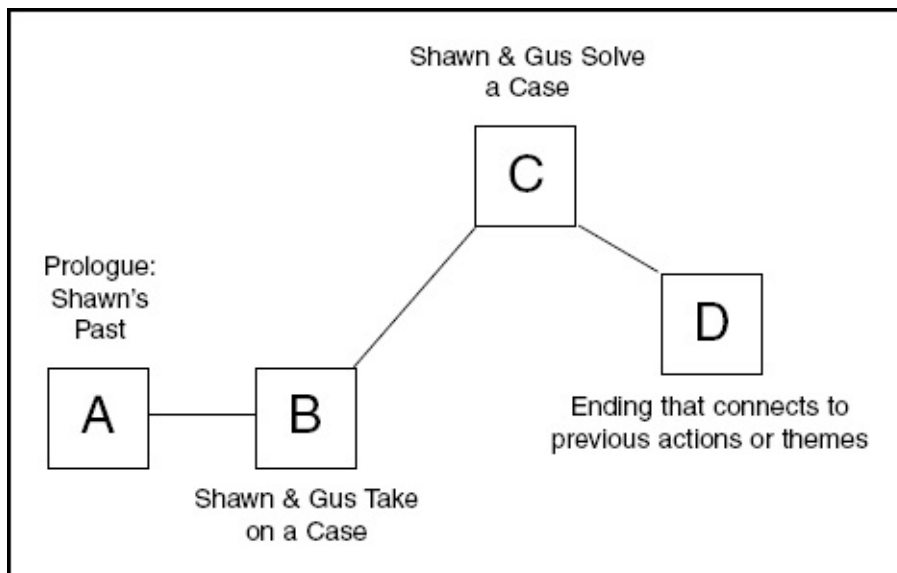 Shawn & Gus Solve
a Case
C
Prologue:
Shawn's
Past
D
A
B
Ending that connects to
previous actions or themes
Shawn & Gus Take
on a Case